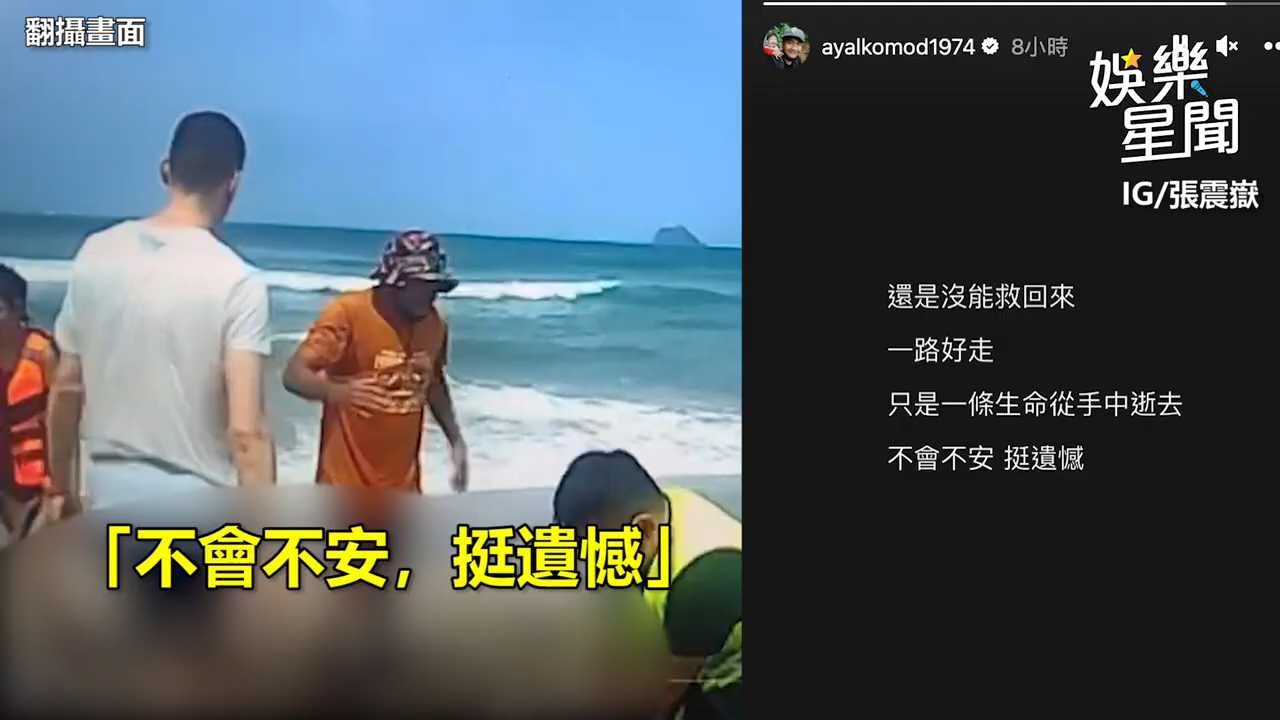 翻攝畫面
「不會不安，挺遺憾」
ayalkomod1974 8小時
娛樂
星聞
IG/張震嶽
還是沒能救回來
一路好走
只是一條生命從手中逝去
不會不安 挺遺憾